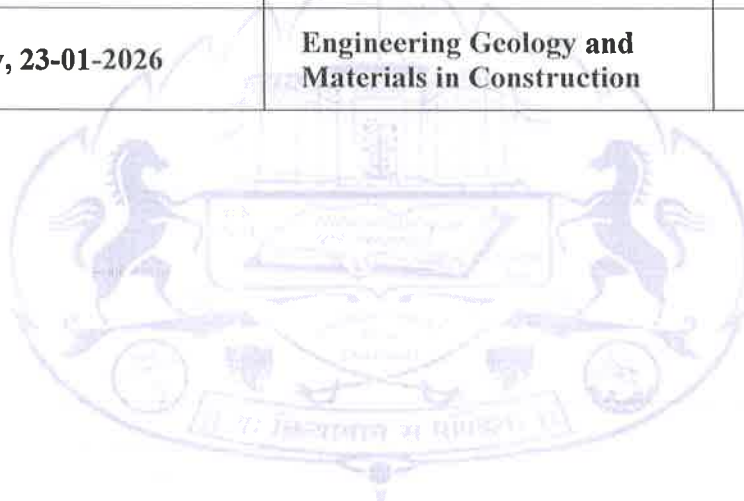 , 23-01-2026
Engineering Geology and
Materials in Construction